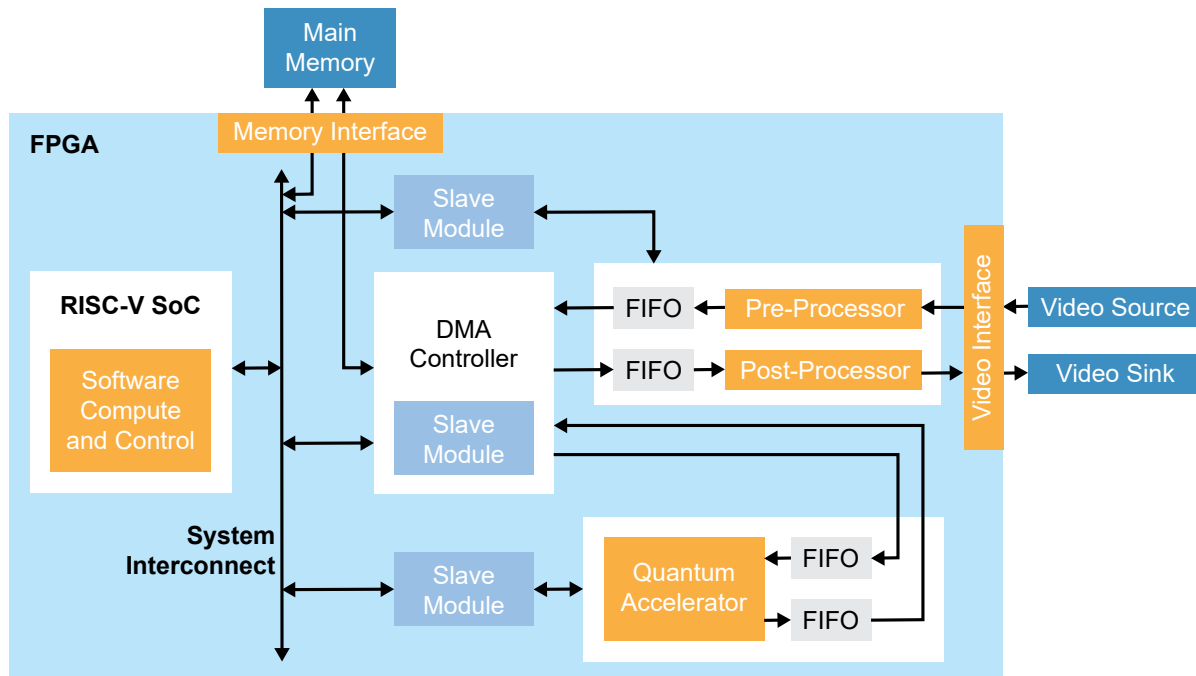 Main
Memory
Memory Interface
FPGA
Slave
Module
RISC-V SoC
Software
Compute
and Control
DMA
Controller
Slave
Module
FIFO
Pre-Processor
FIFO
Post-Processor
Video Interface
Video Source
Video Sink
System
Interconnect
Slave
Module
Quantum
Accelerator
FIFO
FIFO